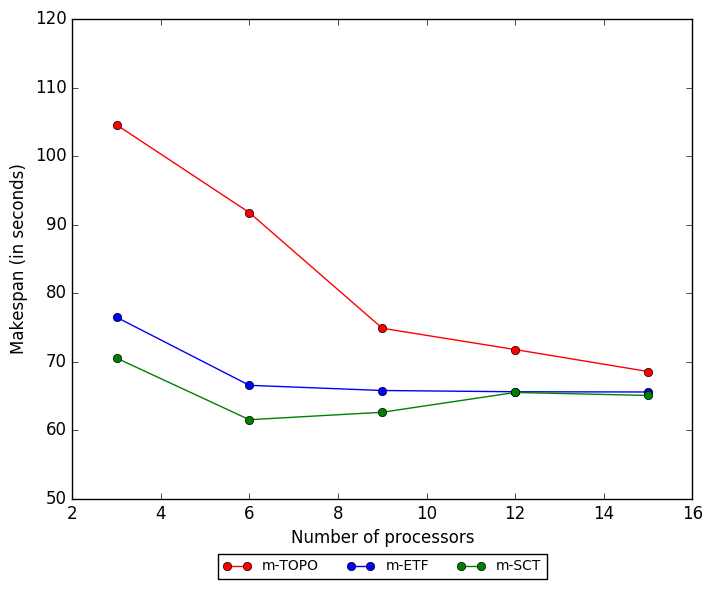 120
110
100
90
80
70
60
50
Makespan (in seconds)
2 4 6 8 10 12 14 16
Number of processors
m-TOPO m-ETF m-SCT